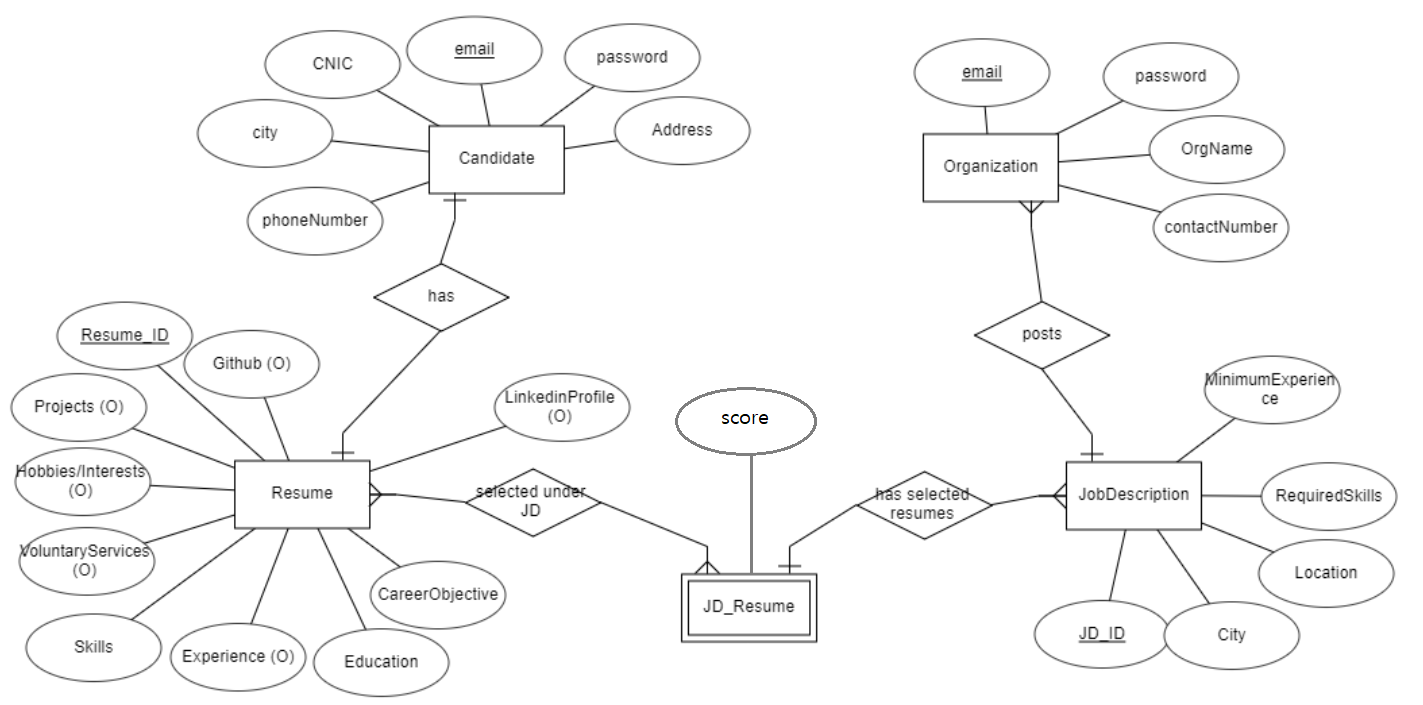 email
CNIC
password
email
password
city
Address
Candidate
OrgName
Organization
phoneNumber
contactNumber
has
Resume_ID
posts
Github (O)
Projects (O)
LinkedinProfile
(O)
MinimumExperien
ce
score
Hobbies/Interests
(O)
Resume
selected under
JD
has selected
resumes
JobDescription
RequiredSkills
VoluntaryServices
(O)
Location
CareerObjective
JD_Resume
Skills
Experience (O)
Education
JD_ID
City